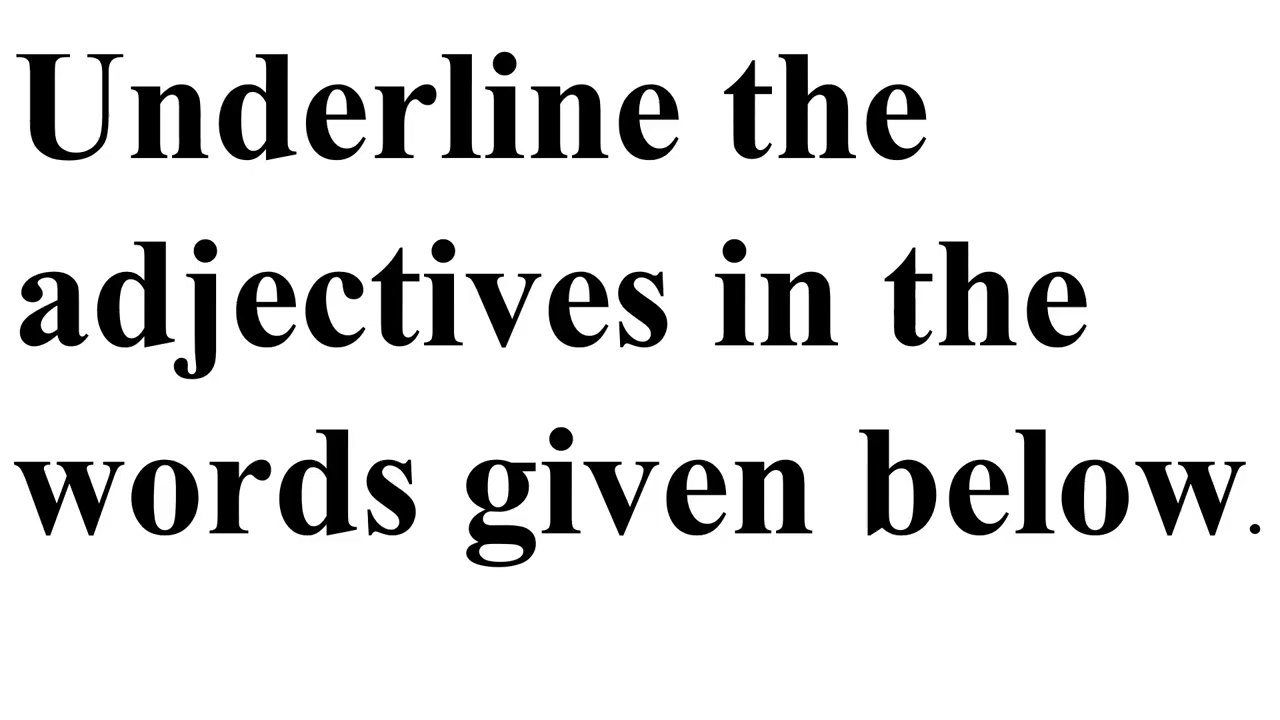 Underline the
adjectives in the
words given below.